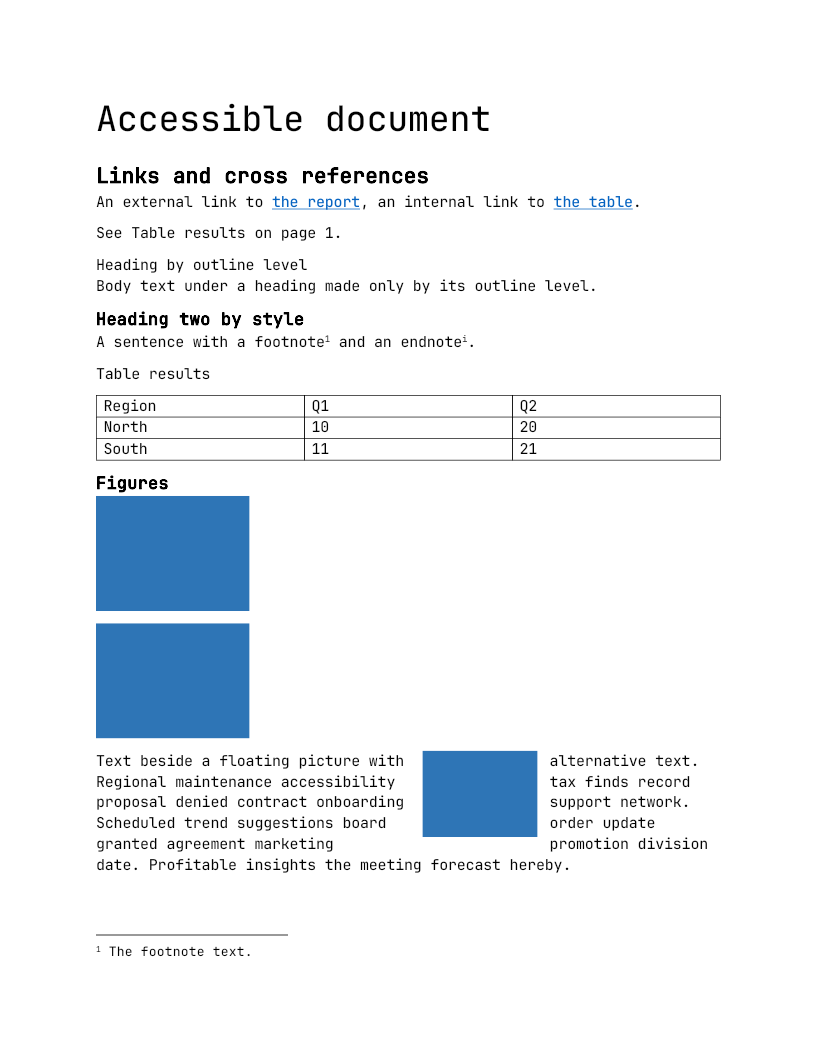 Accessible document
Links and cross references
An external link to the report, an internal link to the table.
See Table results on page 1.
Heading by outline level
Body text under a heading made only by its outline level.
Heading two by style
A sentence with a footnote1 and an endnotei.
Table results
Region Q1 Q2
North 10 20
South 11 21
Figures
Text beside a floating picture with alternative text.
Regional maintenance accessibility tax finds record
proposal denied contract onboarding support network.
Scheduled trend suggestions board order update
granted agreement marketing promotion division
date. Profitable insights the meeting forecast hereby.
1 The footnote text.